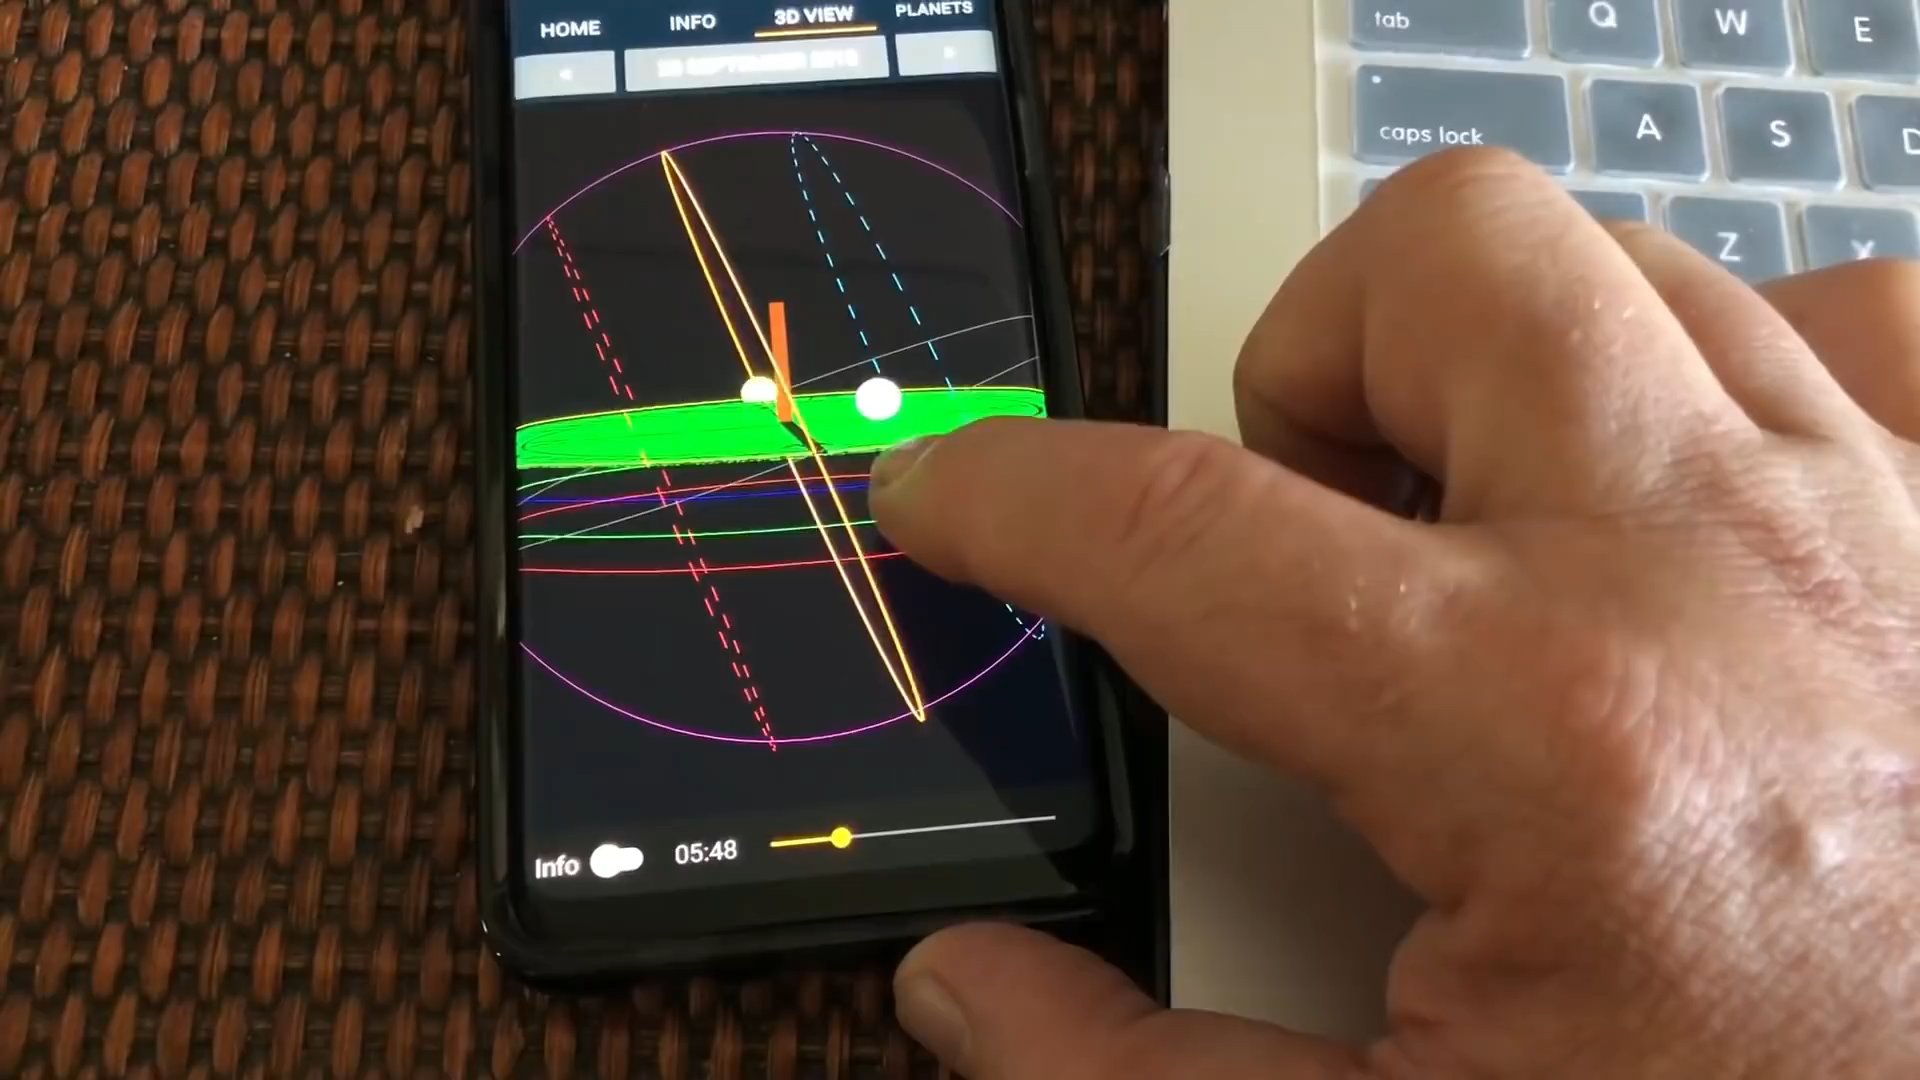 HOME INFO 3D VIEW PLANETS
Info 05:48
tab Q W E
caps lock A S D
Z X